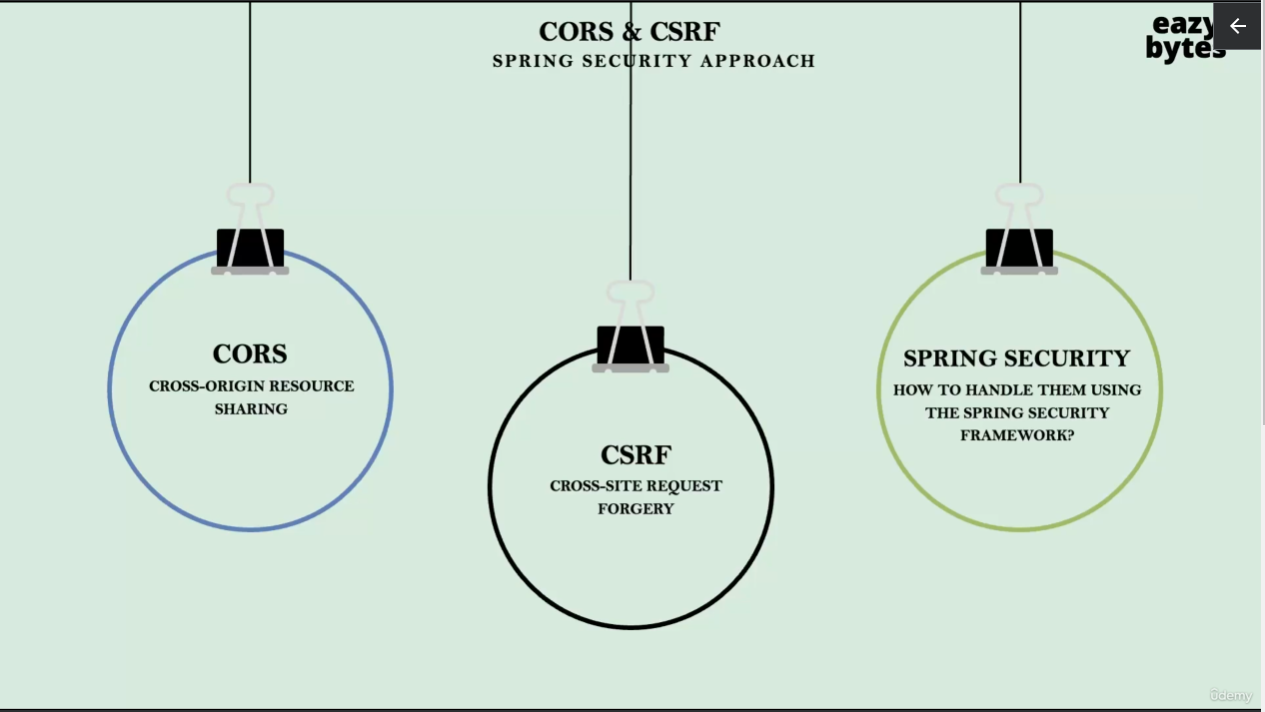 CORS & CSRF
SPRING SECURITY APPROACH
eazy
bytes
CORS
CROSS-ORIGIN RESOURCE
SHARING
CSRF
CROSS-SITE REQUEST
FORGERY
SPRING SECURITY
HOW TO HANDLE THEM USING
THE SPRING SECURITY
FRAMEWORK?
ûdemy